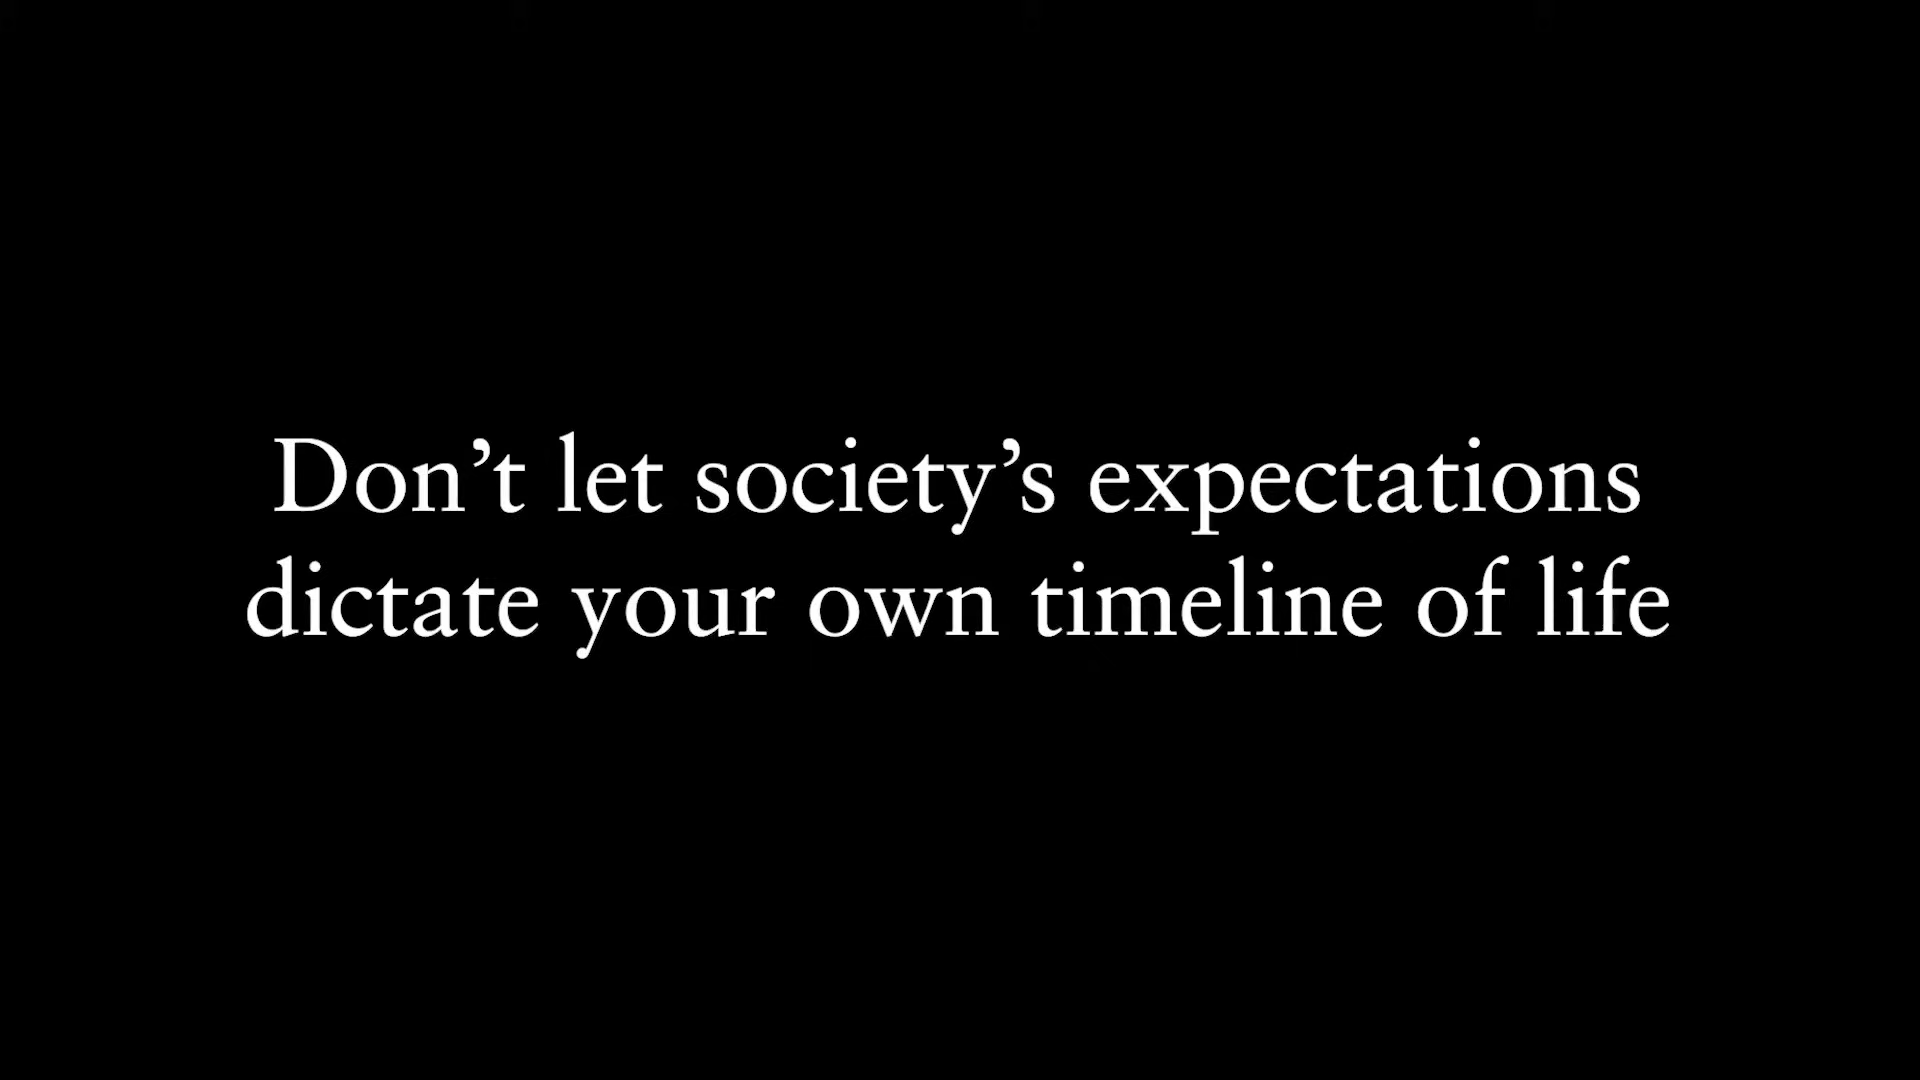 Don’t let society’s expectations
dictate your own timeline of life